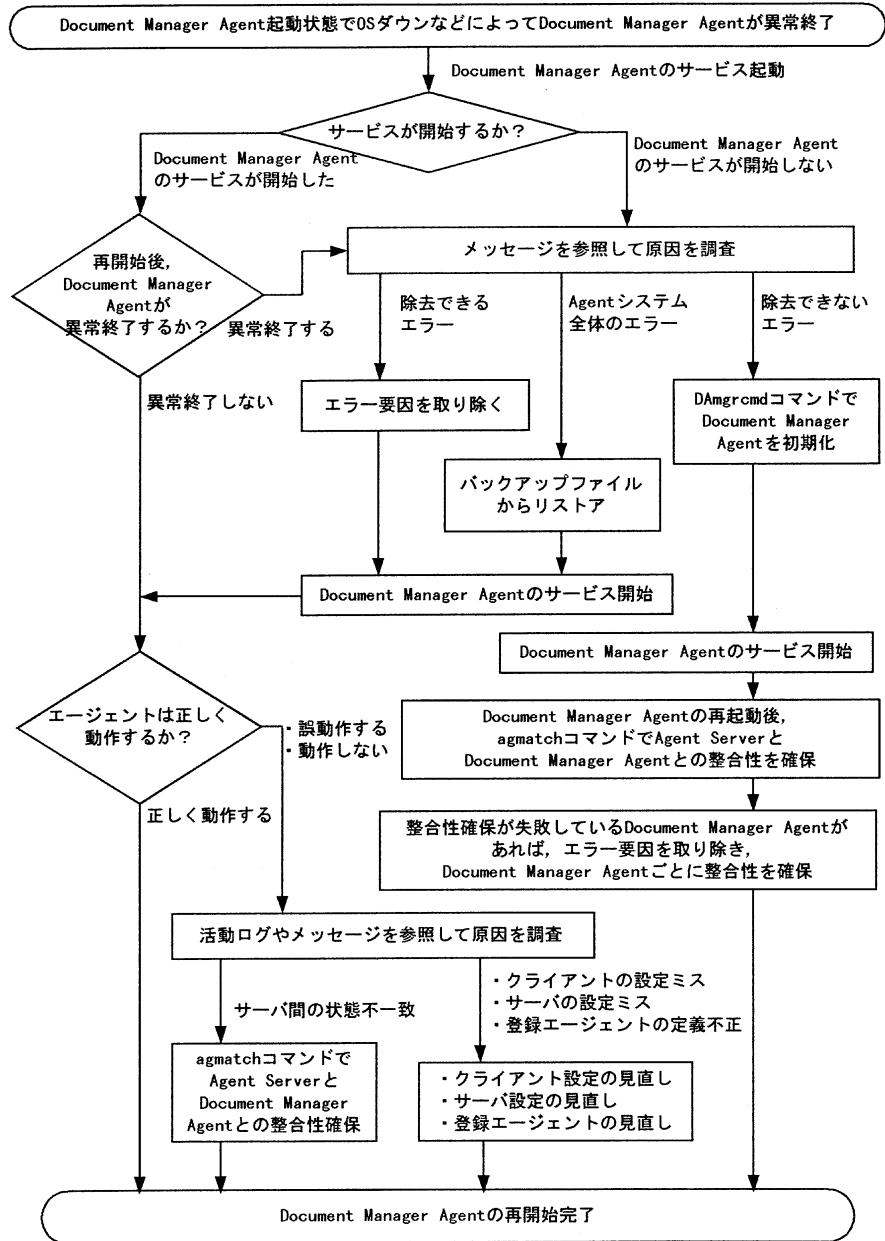 Document Manager Agent起動状態でOSダウンなどによってDocument Manager Agentが異常終了
Document Manager Agentのサービス起動
サービスが開始するか？
Document Manager Agent
のサービスが開始した
Document Manager Agent
のサービスが開始しない
再開始後，
Document Manager
Agentが
異常終了するか？
異常終了する
メッセージを参照して原因を調査
除去できる
エラー
Agentシステム
全体のエラー
除去できない
エラー
異常終了しない
エラー要因を取り除く
DAmgrcmdコマンドで
Document Manager
Agentを初期化
バックアップファイル
からリストア
Document Manager Agentのサービス開始
Document Manager Agentのサービス開始
エージェントは正しく
動作するか？
・誤動作する
・動作しない
Document Manager Agentの再起動後，
agmatchコマンドでAgent Serverと
Document Manager Agentとの整合性を確保
正しく動作する
整合性確保が失敗しているDocument Manager Agentが
あれば，エラー要因を取り除き，
Document Manager Agentごとに整合性を確保
活動ログやメッセージを参照して原因を調査
サーバ間の状態不一致
・クライアントの設定ミス
・サーバの設定ミス
・登録エージェントの定義不正
agmatchコマンドで
Agent Serverと
Document Manager
Agentとの整合性確保
・クライアント設定の見直し
・サーバ設定の見直し
・登録エージェントの見直し
Document Manager Agentの再開始完了